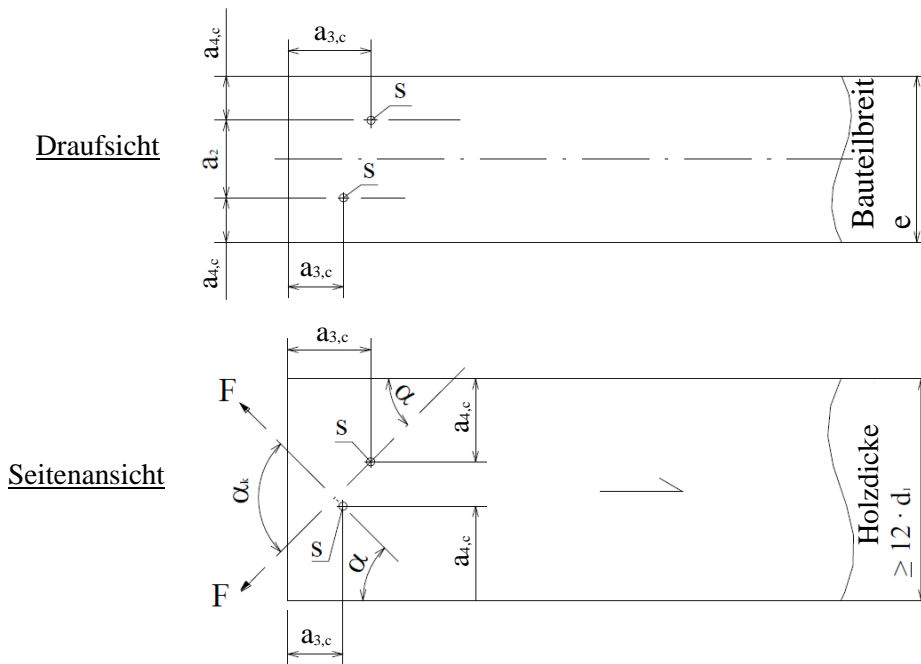 a3,c
a4,c
S
Draufsicht
a2
S
Bauteilbreit
e
a4,c
a3,c
a3,c
F
α
a4,c
S
Seitenansicht
αk
Holzdicke
≥ 12 · d1
S
α
a4,c
F
a3,c